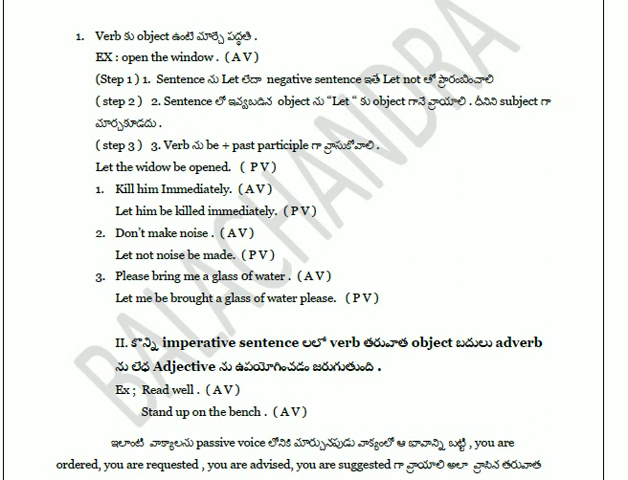 1. Verb కు object ఉంటే మార్చే పద్ధతి .
EX : open the window . ( A V )
(Step 1 ) 1. Sentence ను Let లేదా negative sentence ఐతే Let not తో ప్రారంబించాలి
( step 2 ) 2. Sentence లో ఇవ్వబడిన object ను “Let “ కు object గానే వ్రాయాలి . దీనిని subject గా
మార్చకూడదు .
( step 3 ) 3. Verb ను be + past participle గా వ్రాసుకోవాలి .
Let the widow be opened. ( P V )
1. Kill him Immediately. ( A V )
Let him be killed immediately. ( P V )
2. Don’t make noise . ( A V )
Let not noise be made. ( P V )
3. Please bring me a glass of water . ( A V )
Let me be brought a glass of water please. ( P V )
II. కొన్ని imperative sentence లలో verb తరువాత object బదులు adverb
ను లేధ Adjective ను ఉపయోగించడం జరుగుతుంది .
Ex ; Read well . ( A V )
Stand up on the bench . ( A V )
ఇలాంటి వాక్యాలను passive voice లోనికి మార్చునపుడు వాక్యంలో ఆ భావాన్ని బట్టి , you are
ordered, you are requested , you are advised, you are suggested గా వ్రాయాలి అలా వ్రాసిన తరువాత
BALACHANDRA